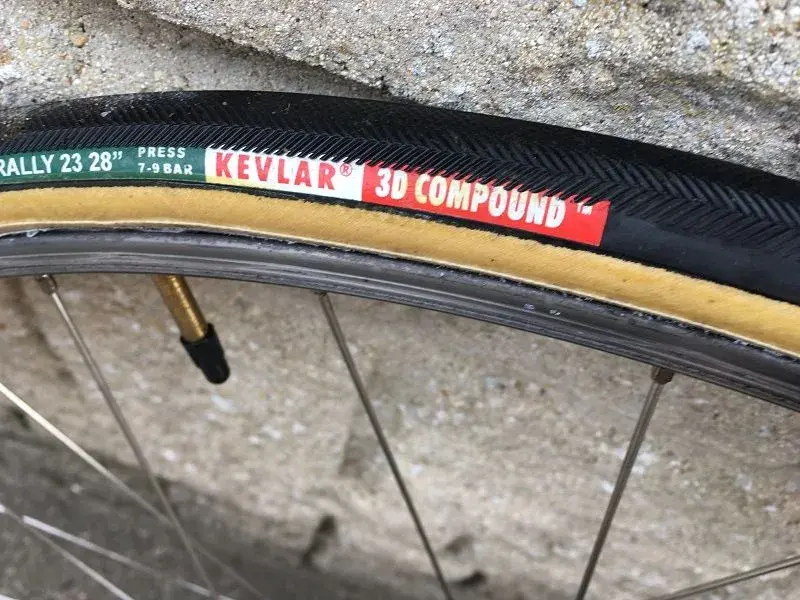 RALLY 23 28" PRESS 7-9 BAR KEVLAR® 3D COMPOUND™